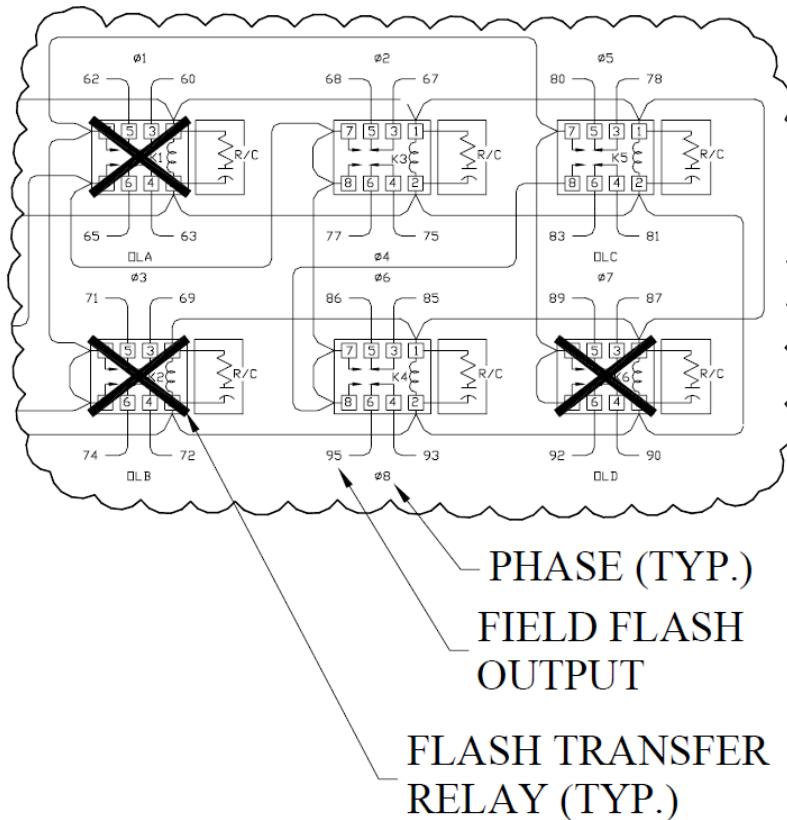 ø1 ø2 ø5
62 60 68 67 80 78
5 3 7 5 3 1 7 5 3 1
R/C R/C R/C
K1 K3 K5
6 4 8 6 4 2 8 6 4 2
65 63 77 75 83 81
OLA ø4 OLC
ø3 ø6 ø7
71 69 86 85 89 87
5 3 7 5 3 1 5 3
R/C R/C R/C
K2 K4 K6
6 4 8 6 4 2 6 4
74 72 95 93 92 90
OLB ø8 OLD
PHASE (TYP.)
FIELD FLASH
OUTPUT
FLASH TRANSFER
RELAY (TYP.)